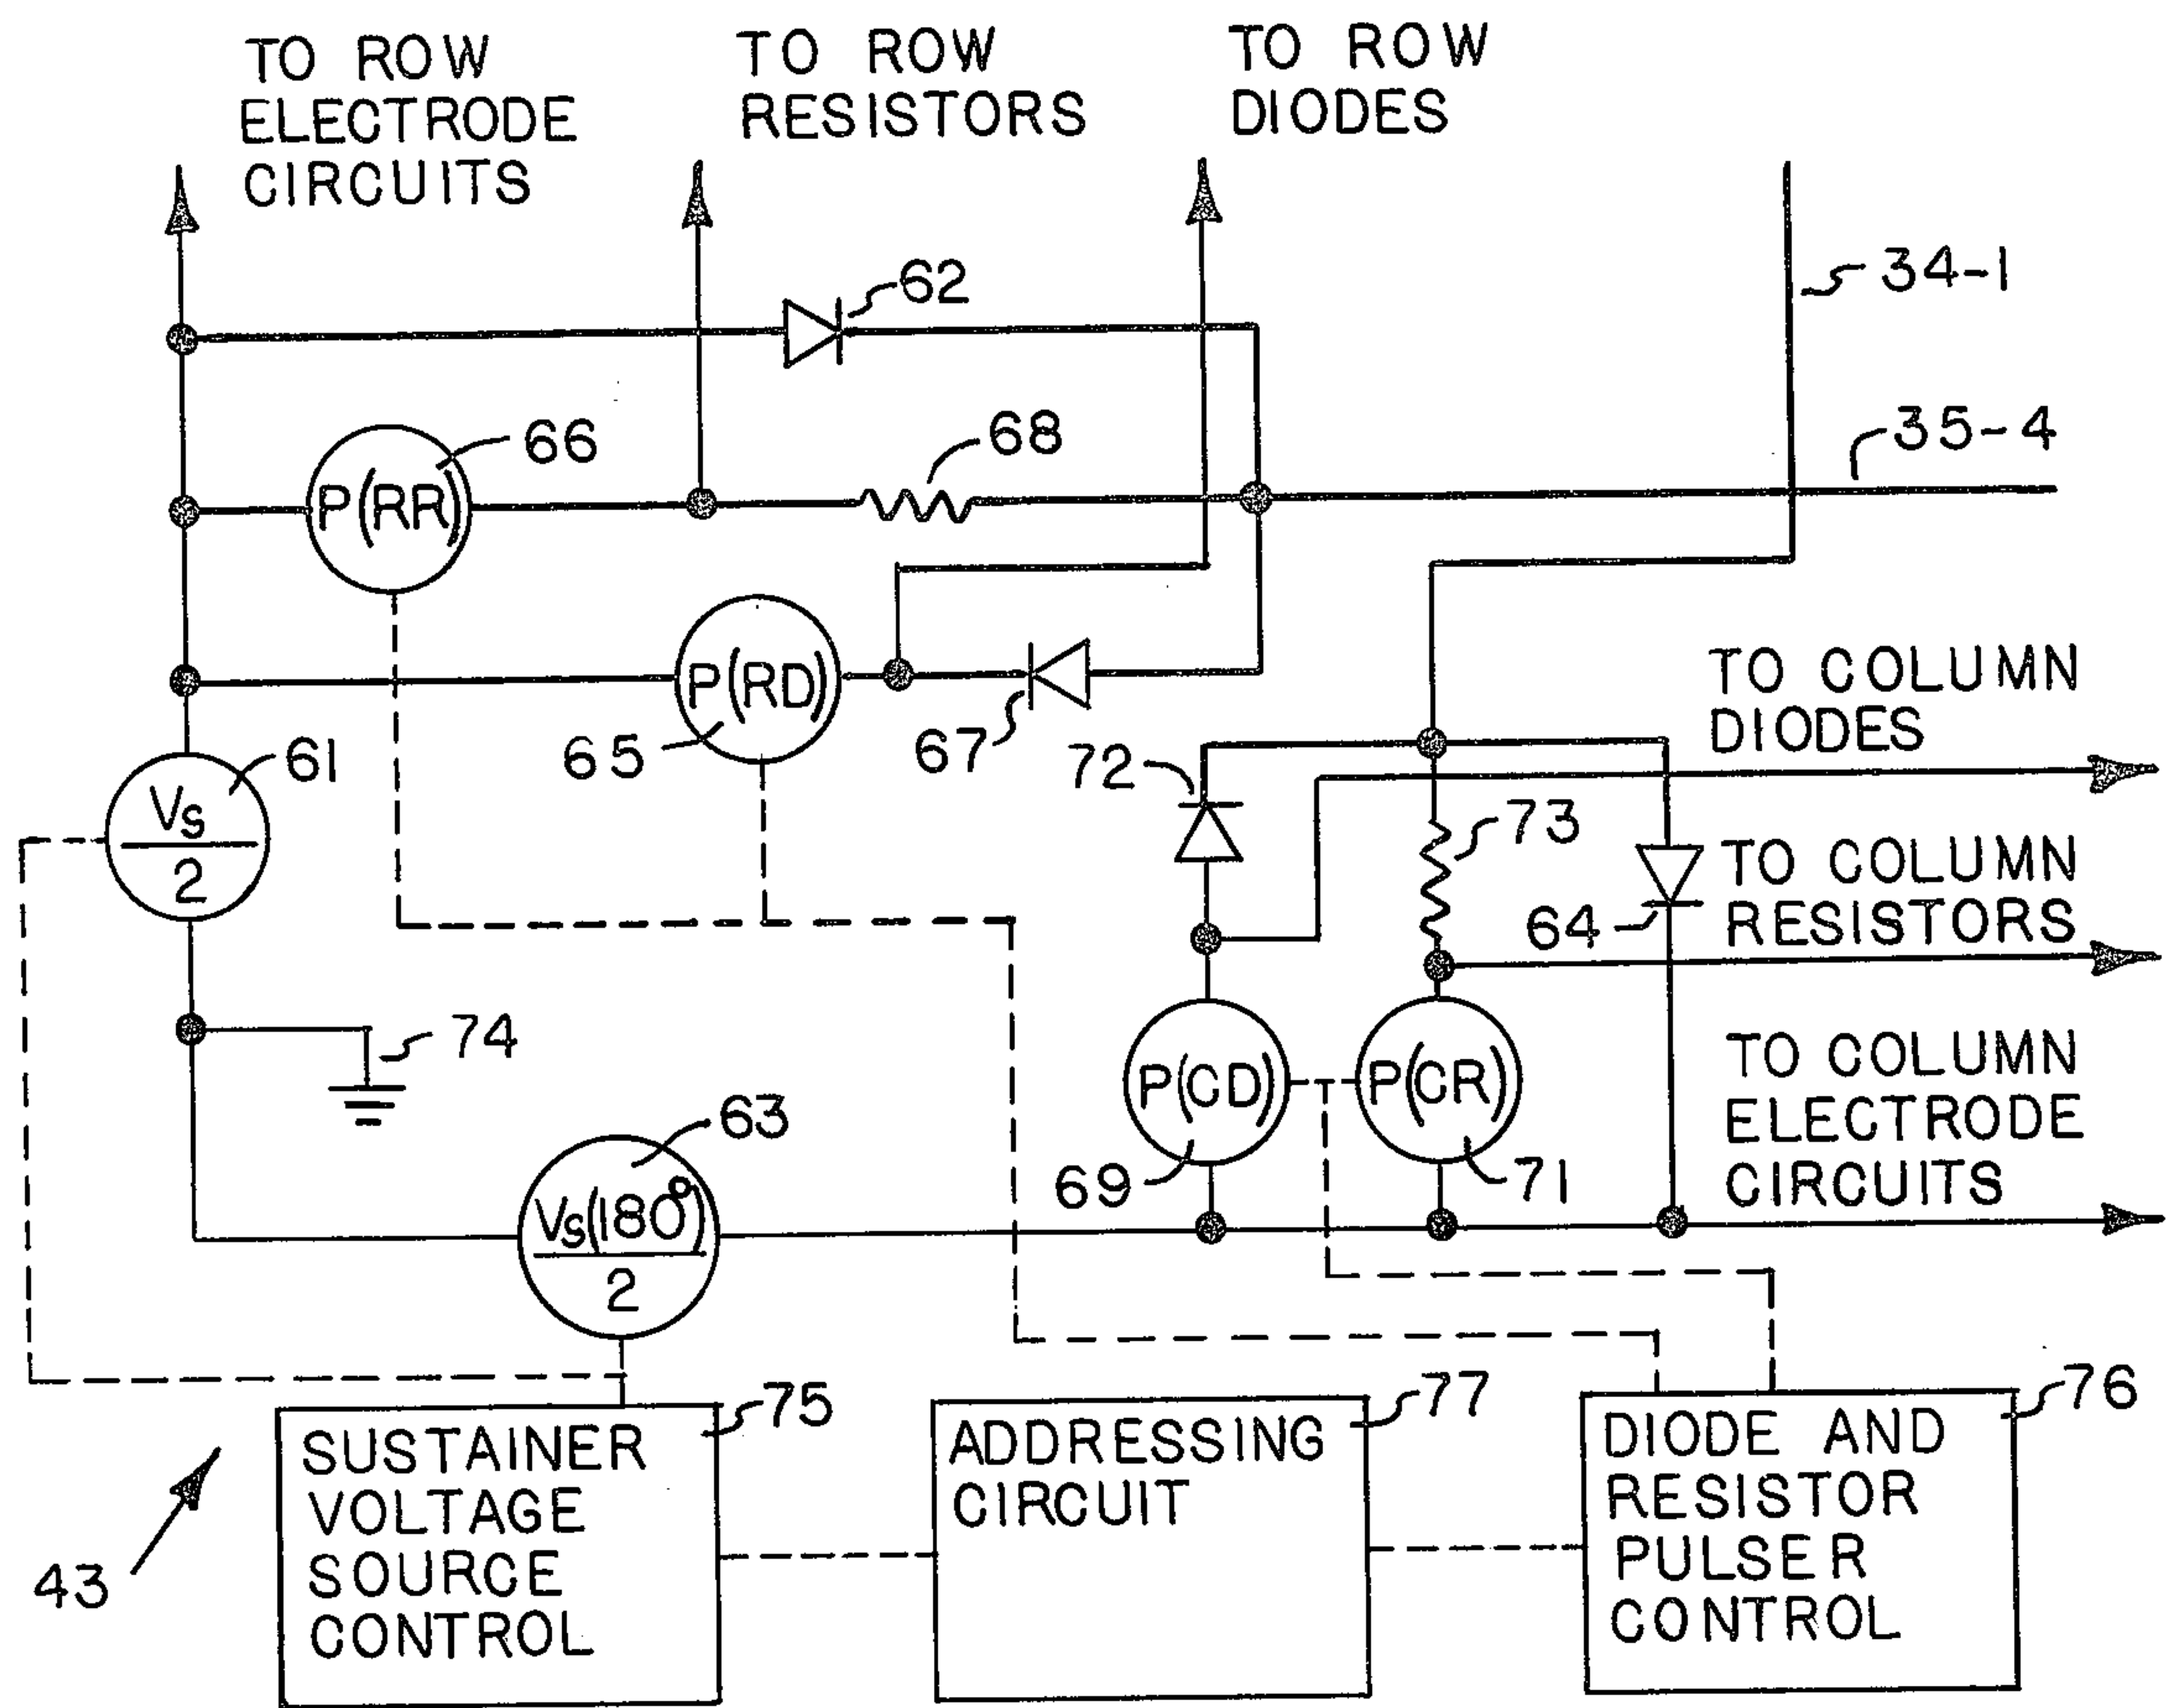 TO ROW
ELECTRODE
CIRCUITS
TO ROW
RESISTORS
TO ROW
DIODES
62
34-1
66
68
35-4
P(RR)
P(RD)
65
67
72
TO COLUMN
DIODES
61
Vs
2
73
64
TO COLUMN
RESISTORS
74
P(CD)
P(CR)
69
71
TO COLUMN
ELECTRODE
CIRCUITS
63
Vs(180°)
2
43
75
SUSTAINER
VOLTAGE
SOURCE
CONTROL
77
ADDRESSING
CIRCUIT
76
DIODE AND
RESISTOR
PULSER
CONTROL